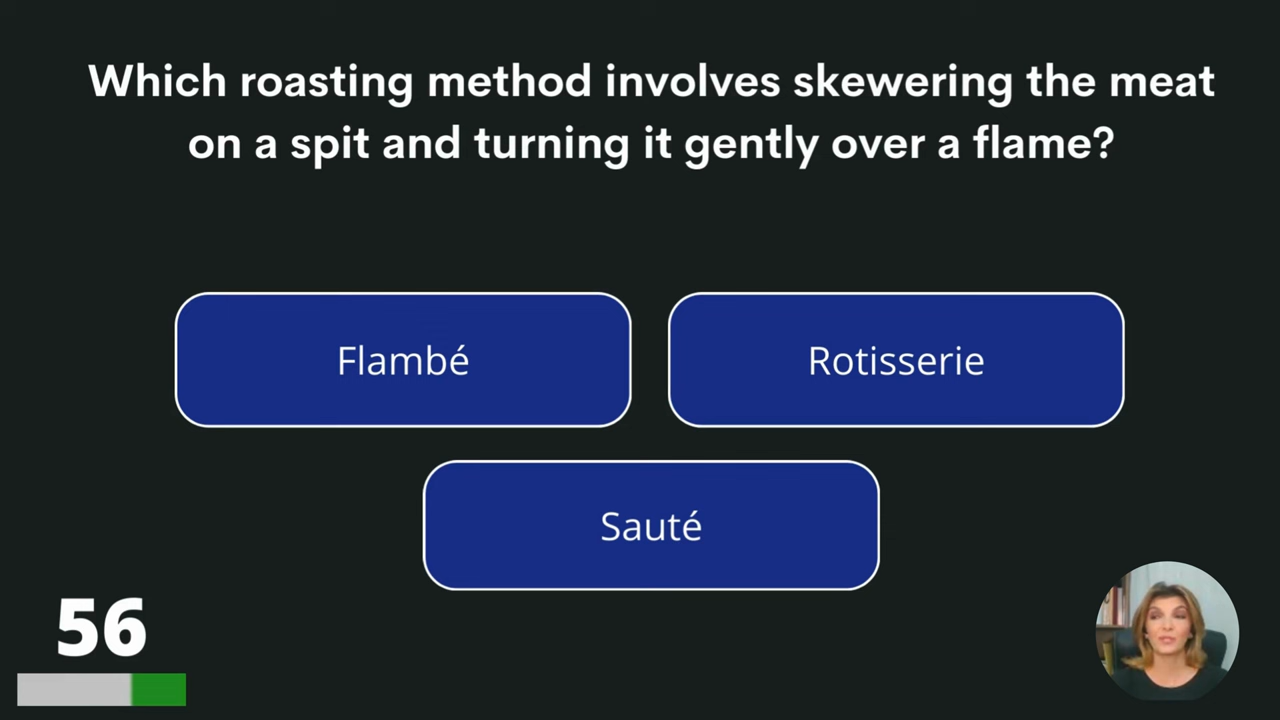 Which roasting method involves skewering the meat
on a spit and turning it gently over a flame?
Flambé
Rotisserie
Sauté
56